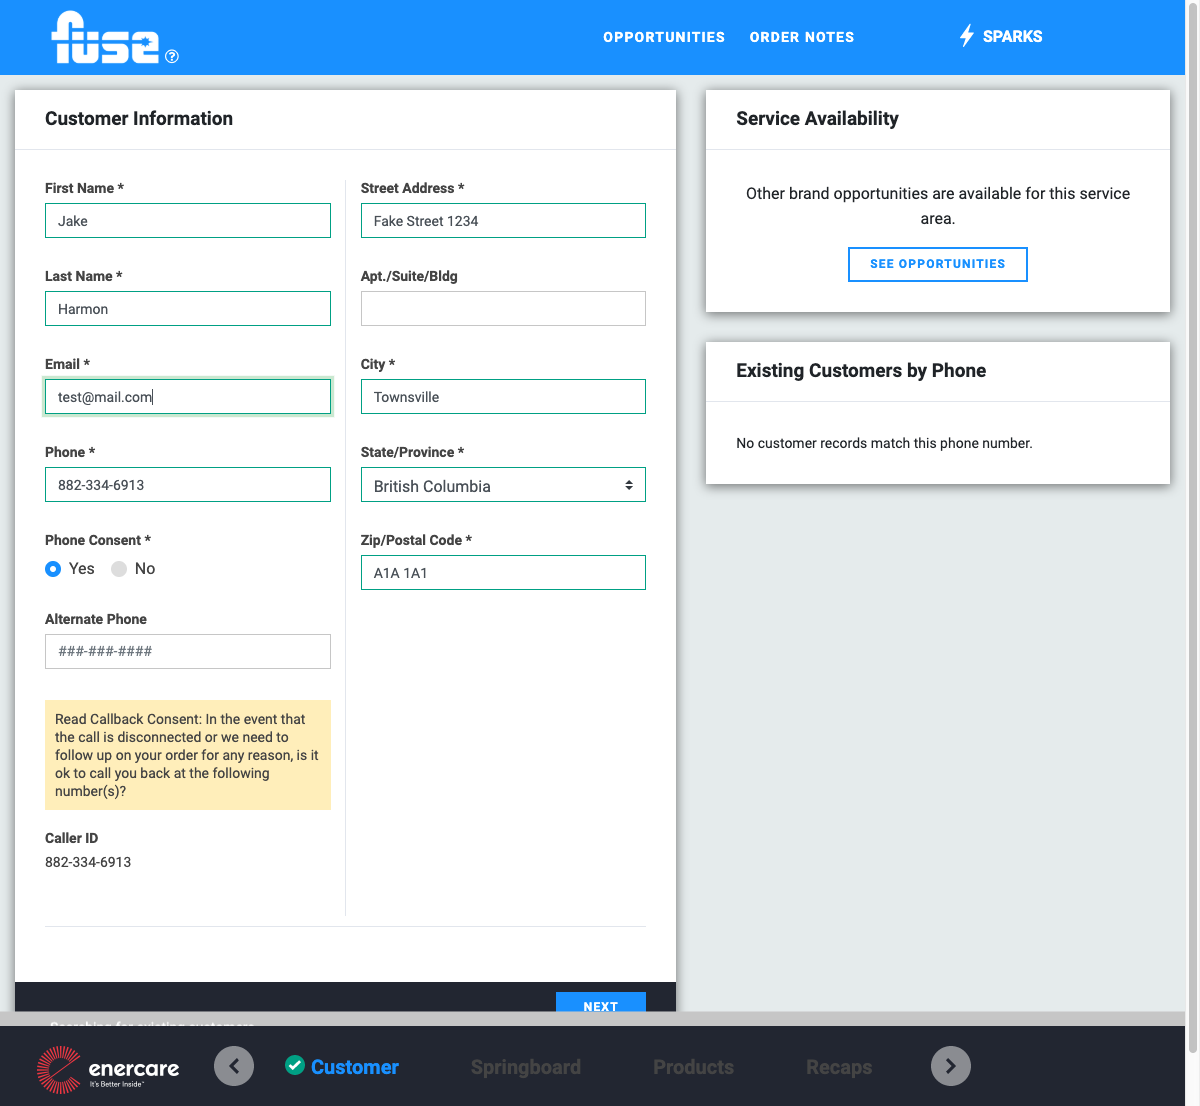 fuse
OPPORTUNITIES
ORDER NOTES
SPARKS
Customer Information
First Name *
Jake
Last Name *
Harmon
Email *
test@mail.com
Phone *
882-334-6913
Phone Consent *
Yes
No
Alternate Phone
###-###-####
Read Callback Consent: In the event that
the call is disconnected or we need to
follow up on your order for any reason, is it
ok to call you back at the following
number(s)?
Caller ID
882-334-6913
Street Address *
Fake Street 1234
Apt./Suite/Bldg
City *
Townsville
State/Province *
British Columbia
Zip/Postal Code *
A1A 1A1
NEXT
Service Availability
Other brand opportunities are available for this service
area.
SEE OPPORTUNITIES
Existing Customers by Phone
No customer records match this phone number.
Searching for existing customers
enercare
It's Better Inside™
Customer
Springboard
Products
Recaps